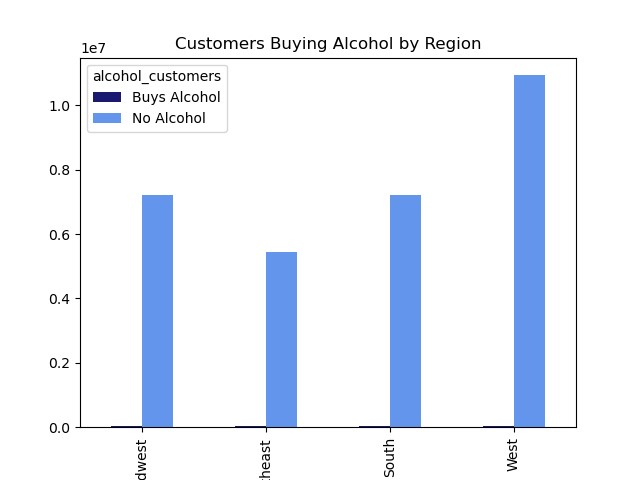 Customers Buying Alcohol by Region
1e7
alcohol_customers
Buys Alcohol
No Alcohol
1.0
0.8
0.6
0.4
0.2
0.0
dwest
heast
South
West